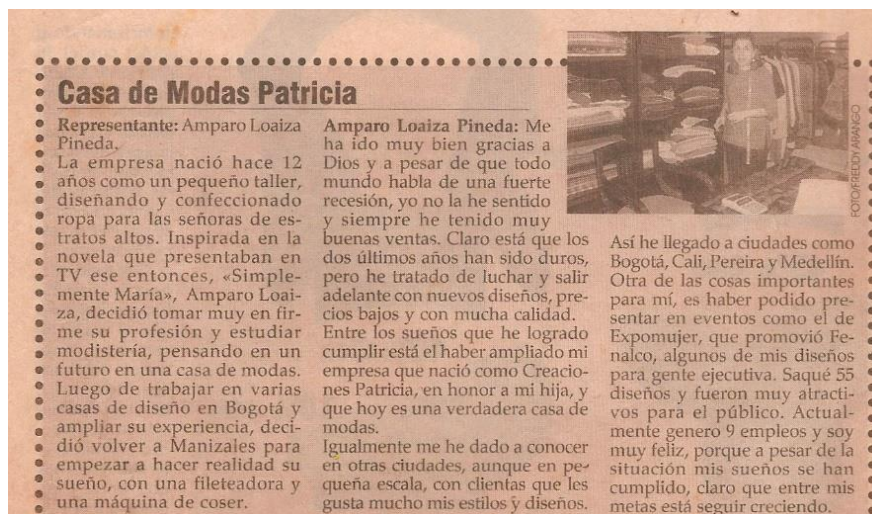 Casa de Modas Patricia
Representante: Amparo Loaiza
Pineda,
La empresa nació hace 12
años como un pequeño taller,
diseñando y confeccionado
ropa para las señoras de es-
tratos altos. Inspirada en la
novela que presentaban en
TV ese entonces, «Simple-
mente María», Amparo Loai-
za, decidió tomar muy en fir-
me su profesión y estudiar
modistería, pensando en un
futuro en una casa de modas.
Luego de trabajar en varias
casas de diseño en Bogotá y
ampliar su experiencia, deci-
dió volver a Manizales para
empezar a hacer realidad su
sueño, con una fileteadora y
una máquina de coser.
Amparo Loaiza Pineda: Me
ha ido muy bien gracias a
Dios y a pesar de que todo
mundo habla de una fuerte
recesión, yo no la he sentido
y siempre he tenido muy
buenas ventas. Claro está que los
dos últimos años han sido duros,
pero he tratado de luchar y salir
adelante con nuevos diseños, pre-
cios bajos y con mucha calidad.
Entre los sueños que he logrado
cumplir está el haber ampliado mi
empresa que nació como Creacio-
nes Patricia, en honor a mi hija, y
que hoy es una verdadera casa de
modas.
Igualmente me he dado a conocer
en otras ciudades, aunque en pe-
queña escala, con clientas que les
gusta mucho mis estilos y diseños.
FOTO/FREDDY ARANGO
Así he llegado a ciudades como
Bogotá, Cali, Pereira y Medellín.
Otra de las cosas importantes
para mí, es haber podido pre-
sentar en eventos como el de
Expomujer, que promovió Fe-
nalco, algunos de mis diseños
para gente ejecutiva. Saqué 55
diseños y fueron muy atracti-
vos para el público. Actual-
mente genero 9 empleos y soy
muy feliz, porque a pesar de la
situación mis sueños se han
cumplido, claro que entre mis
metas está seguir creciendo.